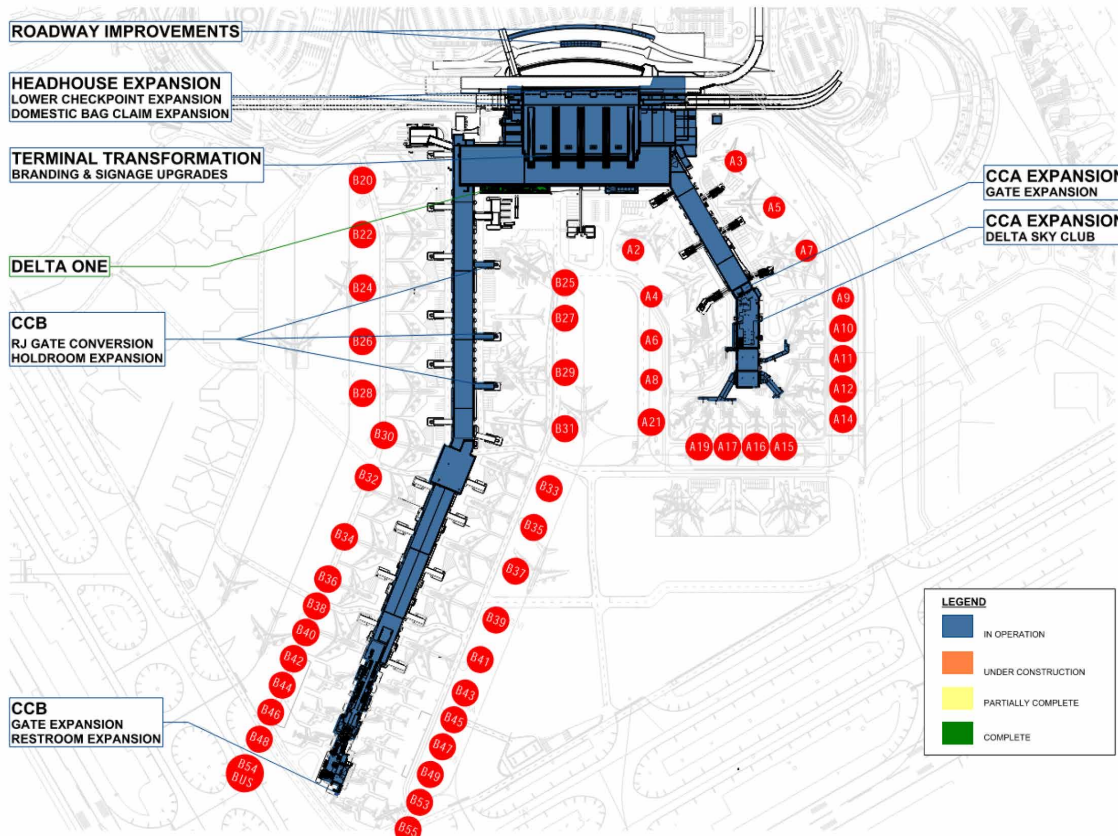 ROADWAY IMPROVEMENTS
HEADHOUSE EXPANSION
LOWER CHECKPOINT EXPANSION
DOMESTIC BAG CLAIM EXPANSION
TERMINAL TRANSFORMATION
BRANDING & SIGNAGE UPGRADES
DELTA ONE
CCB
RJ GATE CONVERSION
HOLDROOM EXPANSION
CCB
GATE EXPANSION
RESTROOM EXPANSION
CCA EXPANSION
GATE EXPANSION
CCA EXPANSION
DELTA SKY CLUB
B20
B22
B24
B26
B28
B30
B32
B34
B36
B38
B40
B42
B44
B46
B48
B54
BUS
B25
B27
B29
B31
B33
B35
B37
B39
B41
B43
B45
B47
B49
B53
B55
A2
A4
A6
A8
A21
A19
A17
A16
A15
A3
A5
A7
A9
A10
A11
A12
A14
LEGEND
IN OPERATION
UNDER CONSTRUCTION
PARTIALLY COMPLETE
COMPLETE